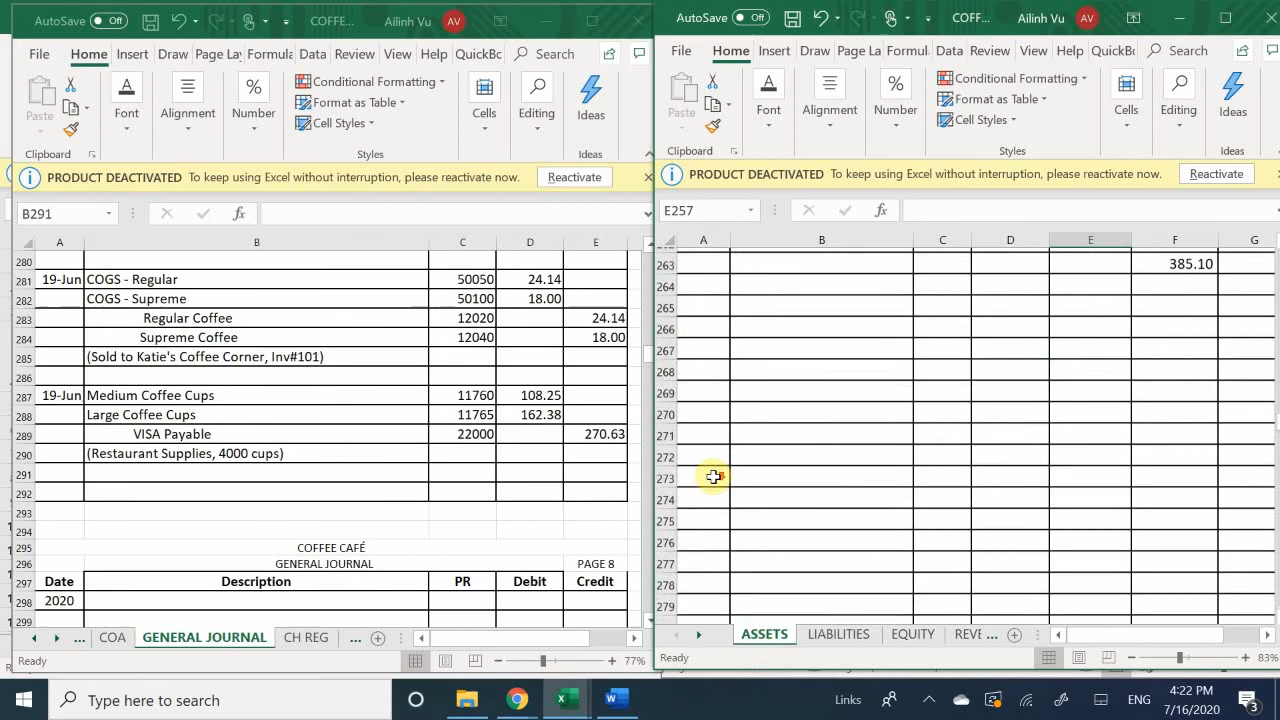 AutoSave Off COFFE... Ailinh Vu AV
File Home Insert Draw Page Lay Formula Data Review View Help QuickBo Search
Paste Font Alignment Number Conditional Formatting Format as Table Cell Styles Cells Editing Ideas
Clipboard Styles Ideas
PRODUCT DEACTIVATED To keep using Excel without interruption, please reactivate now. Reactivate
B291 fx
A B C D E
280
281 19-Jun COGS - Regular 50050 24.14
282 COGS - Supreme 50100 18.00
283 Regular Coffee 12020 24.14
284 Supreme Coffee 12040 18.00
285 (Sold to Katie's Coffee Corner, Inv#101)
286
287 19-Jun Medium Coffee Cups 11760 108.25
288 Large Coffee Cups 11765 162.38
289 VISA Payable 22000 270.63
290 (Restaurant Supplies, 4000 cups)
291
292
293
294
295 COFFEE CAFÉ
296 GENERAL JOURNAL PAGE 8
297 Date Description PR Debit Credit
298 2020
299
... COA GENERAL JOURNAL CH REG ...
Ready 77%
AutoSave Off COFF... Ailinh Vu AV
File Home Insert Draw Page La Formul Data Review View Help QuickBo Search
Paste Font Alignment Number Conditional Formatting Format as Table Cell Styles Cells Editing Ideas
Clipboard Styles Ideas
PRODUCT DEACTIVATED To keep using Excel without interruption, please reactivate now. Reactivate
E257 fx
A B C D E F G
263 385.10
264
265
266
267
268
269
270
271
272
273
274
275
276
277
278
279
ASSETS LIABILITIES EQUITY REVE ...
Ready 83%
Type here to search Links ENG 4:22 PM
7/16/2020 3